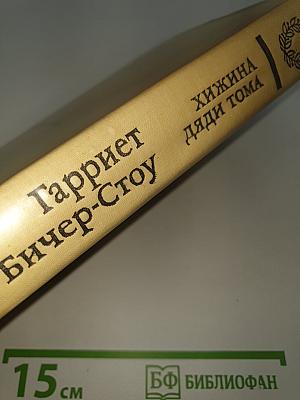 Гарриет
Бичер-Стоу
ХИЖИНА
ДЯДИ ТОМА
15 см
БФ БИБЛИОФАН